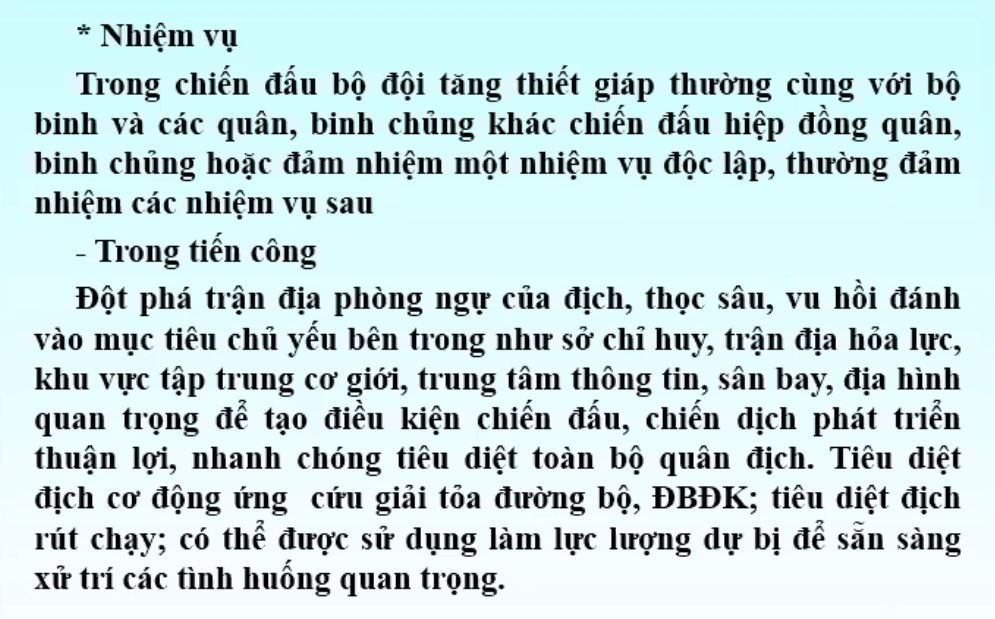 * Nhiệm vụ
Trong chiến đấu bộ đội tăng thiết giáp thường cùng với bộ
binh và các quân, binh chủng khác chiến đấu hiệp đồng quân,
binh chủng hoặc đảm nhiệm một nhiệm vụ độc lập, thường đảm
nhiệm các nhiệm vụ sau
- Trong tiến công
Đột phá trận địa phòng ngự của địch, thọc sâu, vu hồi đánh
vào mục tiêu chủ yếu bên trong như sở chỉ huy, trận địa hỏa lực,
khu vực tập trung cơ giới, trung tâm thông tin, sân bay, địa hình
quan trọng để tạo điều kiện chiến đấu, chiến dịch phát triển
thuận lợi, nhanh chóng tiêu diệt toàn bộ quân địch. Tiêu diệt
địch cơ động ứng cứu giải tỏa đường bộ, ĐBĐK; tiêu diệt địch
rút chạy; có thể được sử dụng làm lực lượng dự bị để sẵn sàng
xử trí các tình huống quan trọng.